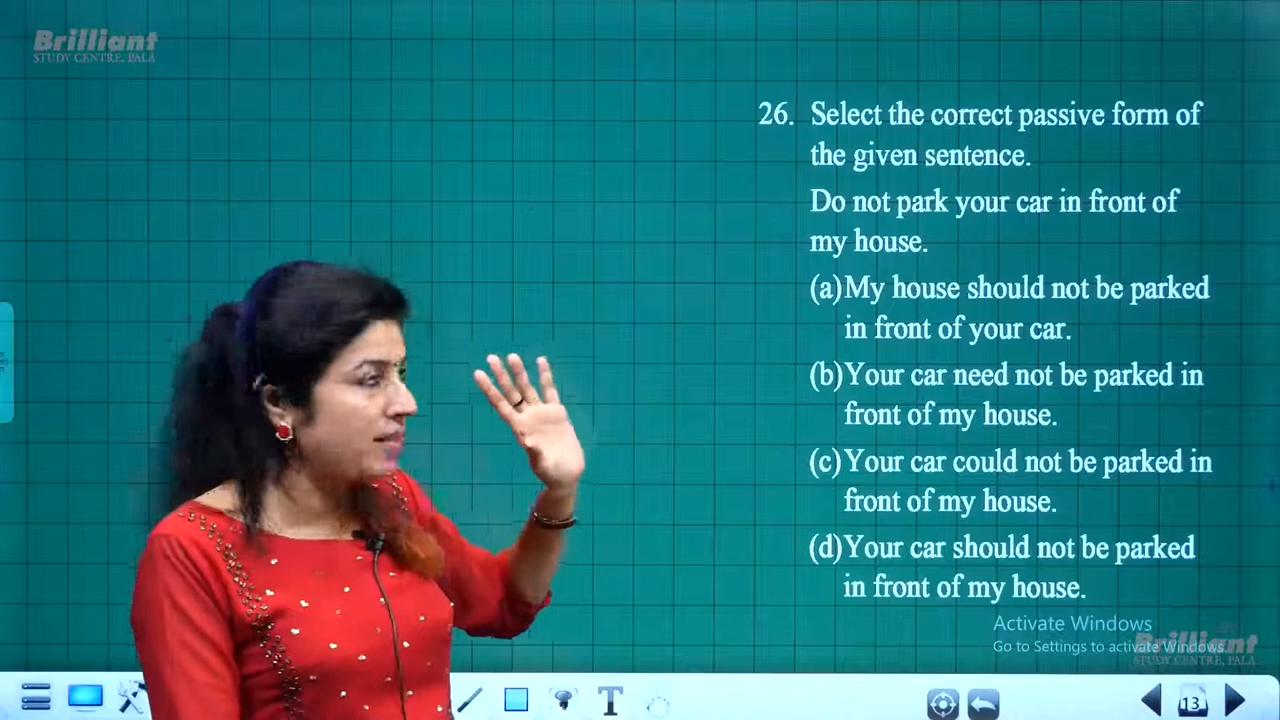 Brilliant
STUDY CENTRE, PALA
26. Select the correct passive form of
the given sentence.
Do not park your car in front of
my house.
(a) My house should not be parked
in front of your car.
(b) Your car need not be parked in
front of my house.
(c) Your car could not be parked in
front of my house.
(d) Your car should not be parked
in front of my house.
Activate Windows
Go to Settings to activate Windows.
Brilliant
STUDY CENTRE, PALA
T
13